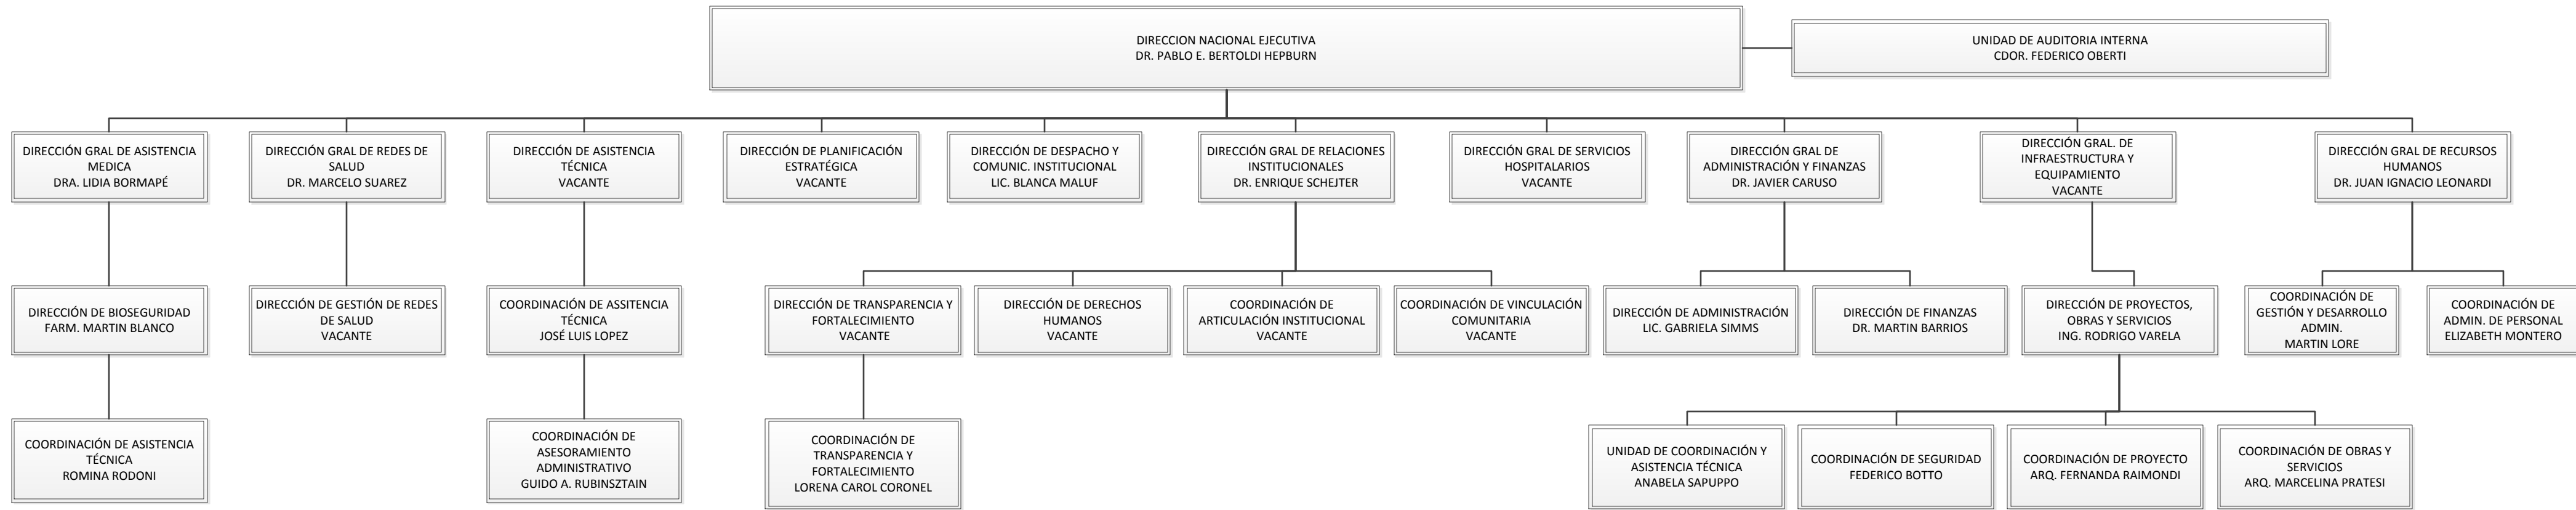 DIRECCION NACIONAL EJECUTIVA
DR. PABLO E. BERTOLDI HEPBURN
UNIDAD DE AUDITORIA INTERNA
CDOR. FEDERICO OBERTI
DIRECCIÓN GRAL DE ASISTENCIA
MEDICA
DRA. LIDIA BORMAPÉ
DIRECCIÓN GRAL DE REDES DE
SALUD
DR. MARCELO SUAREZ
DIRECCIÓN DE ASISTENCIA
TÉCNICA
VACANTE
DIRECCIÓN DE PLANIFICACIÓN
ESTRATÉGICA
VACANTE
DIRECCIÓN DE DESPACHO Y
COMUNIC. INSTITUCIONAL
LIC. BLANCA MALUF
DIRECCIÓN GRAL DE RELACIONES
INSTITUCIONALES
DR. ENRIQUE SCHEJTER
DIRECCIÓN GRAL DE SERVICIOS
HOSPITALARIOS
VACANTE
DIRECCIÓN GRAL DE
ADMINISTRACIÓN Y FINANZAS
DR. JAVIER CARUSO
DIRECCIÓN GRAL. DE
INFRAESTRUCTURA Y
EQUIPAMIENTO
VACANTE
DIRECCIÓN GRAL DE RECURSOS
HUMANOS
DR. JUAN IGNACIO LEONARDI
DIRECCIÓN DE BIOSEGURIDAD
FARM. MARTIN BLANCO
DIRECCIÓN DE GESTIÓN DE REDES
DE SALUD
VACANTE
COORDINACIÓN DE ASSITENCIA
TÉCNICA
JOSÉ LUIS LOPEZ
DIRECCIÓN DE TRANSPARENCIA Y
FORTALECIMIENTO
VACANTE
DIRECCIÓN DE DERECHOS
HUMANOS
VACANTE
COORDINACIÓN DE
ARTICULACIÓN INSTITUCIONAL
VACANTE
COORDINACIÓN DE VINCULACIÓN
COMUNITARIA
VACANTE
DIRECCIÓN DE ADMINISTRACIÓN
LIC. GABRIELA SIMMS
DIRECCIÓN DE FINANZAS
DR. MARTIN BARRIOS
DIRECCIÓN DE PROYECTOS,
OBRAS Y SERVICIOS
ING. RODRIGO VARELA
COORDINACIÓN DE
GESTIÓN Y DESARROLLO
ADMIN.
MARTIN LORE
COORDINACIÓN DE
ADMIN. DE PERSONAL
ELIZABETH MONTERO
COORDINACIÓN DE ASISTENCIA
TÉCNICA
ROMINA RODONI
COORDINACIÓN DE
ASESORAMIENTO
ADMINISTRATIVO
GUIDO A. RUBINSZTAIN
COORDINACIÓN DE
TRANSPARENCIA Y
FORTALECIMIENTO
LORENA CAROL CORONEL
UNIDAD DE COORDINACIÓN Y
ASISTENCIA TÉCNICA
ANABELA SAPUPPO
COORDINACIÓN DE SEGURIDAD
FEDERICO BOTTO
COORDINACIÓN DE PROYECTO
ARQ. FERNANDA RAIMONDI
COORDINACIÓN DE OBRAS Y
SERVICIOS
ARQ. MARCELINA PRATESI